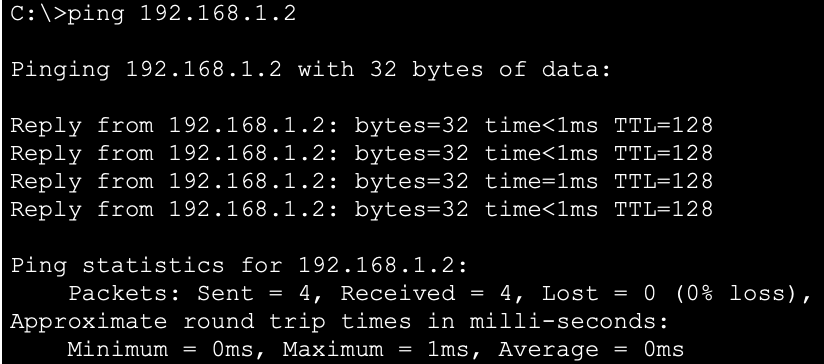 C:\>ping 192.168.1.2
Pinging 192.168.1.2 with 32 bytes of data:
Reply from 192.168.1.2: bytes=32 time<1ms TTL=128
Reply from 192.168.1.2: bytes=32 time<1ms TTL=128
Reply from 192.168.1.2: bytes=32 time=1ms TTL=128
Reply from 192.168.1.2: bytes=32 time<1ms TTL=128
Ping statistics for 192.168.1.2:
    Packets: Sent = 4, Received = 4, Lost = 0 (0% loss),
Approximate round trip times in milli-seconds:
    Minimum = 0ms, Maximum = 1ms, Average = 0ms